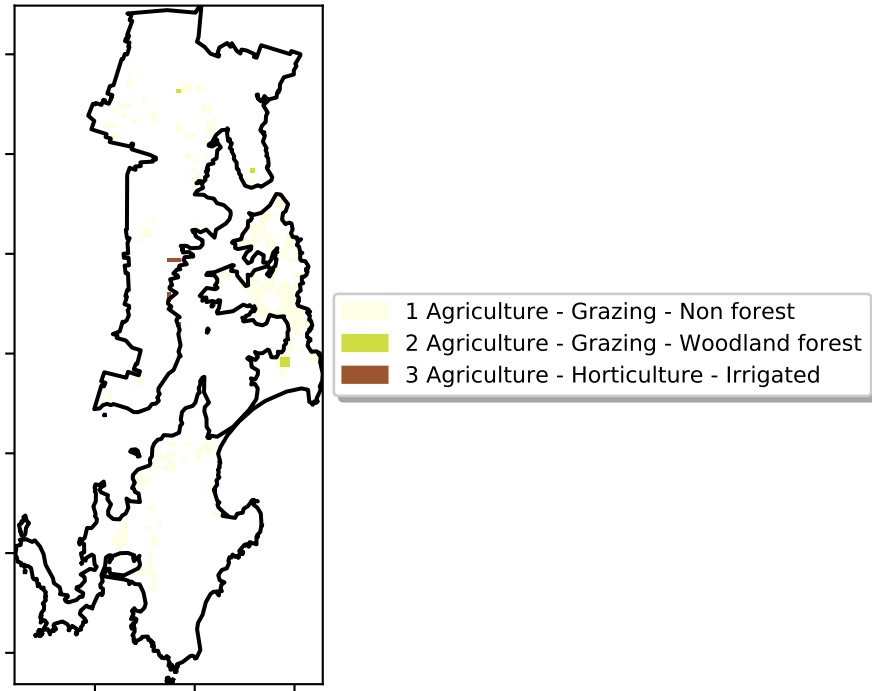 1 Agriculture - Grazing - Non forest
2 Agriculture - Grazing - Woodland forest
3 Agriculture - Horticulture - Irrigated